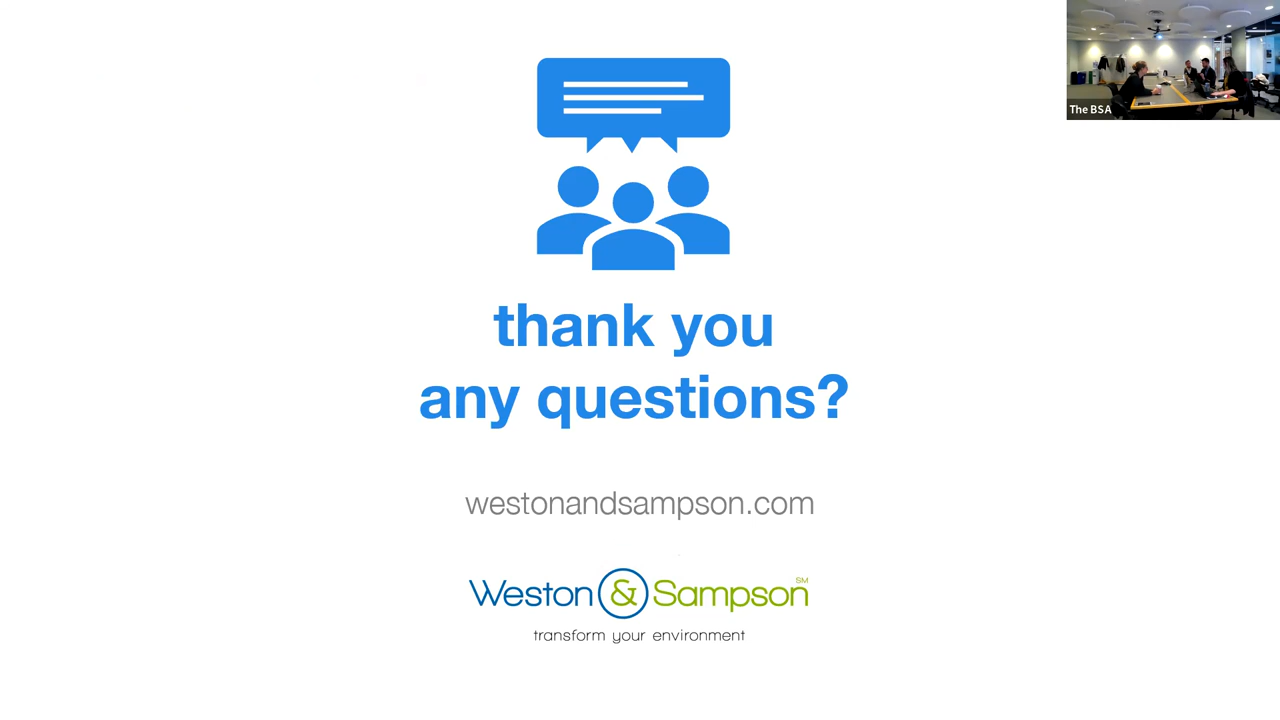 The BSA
thank you
any questions?
westonandsampson.com
Weston & Sampson SM
transform your environment